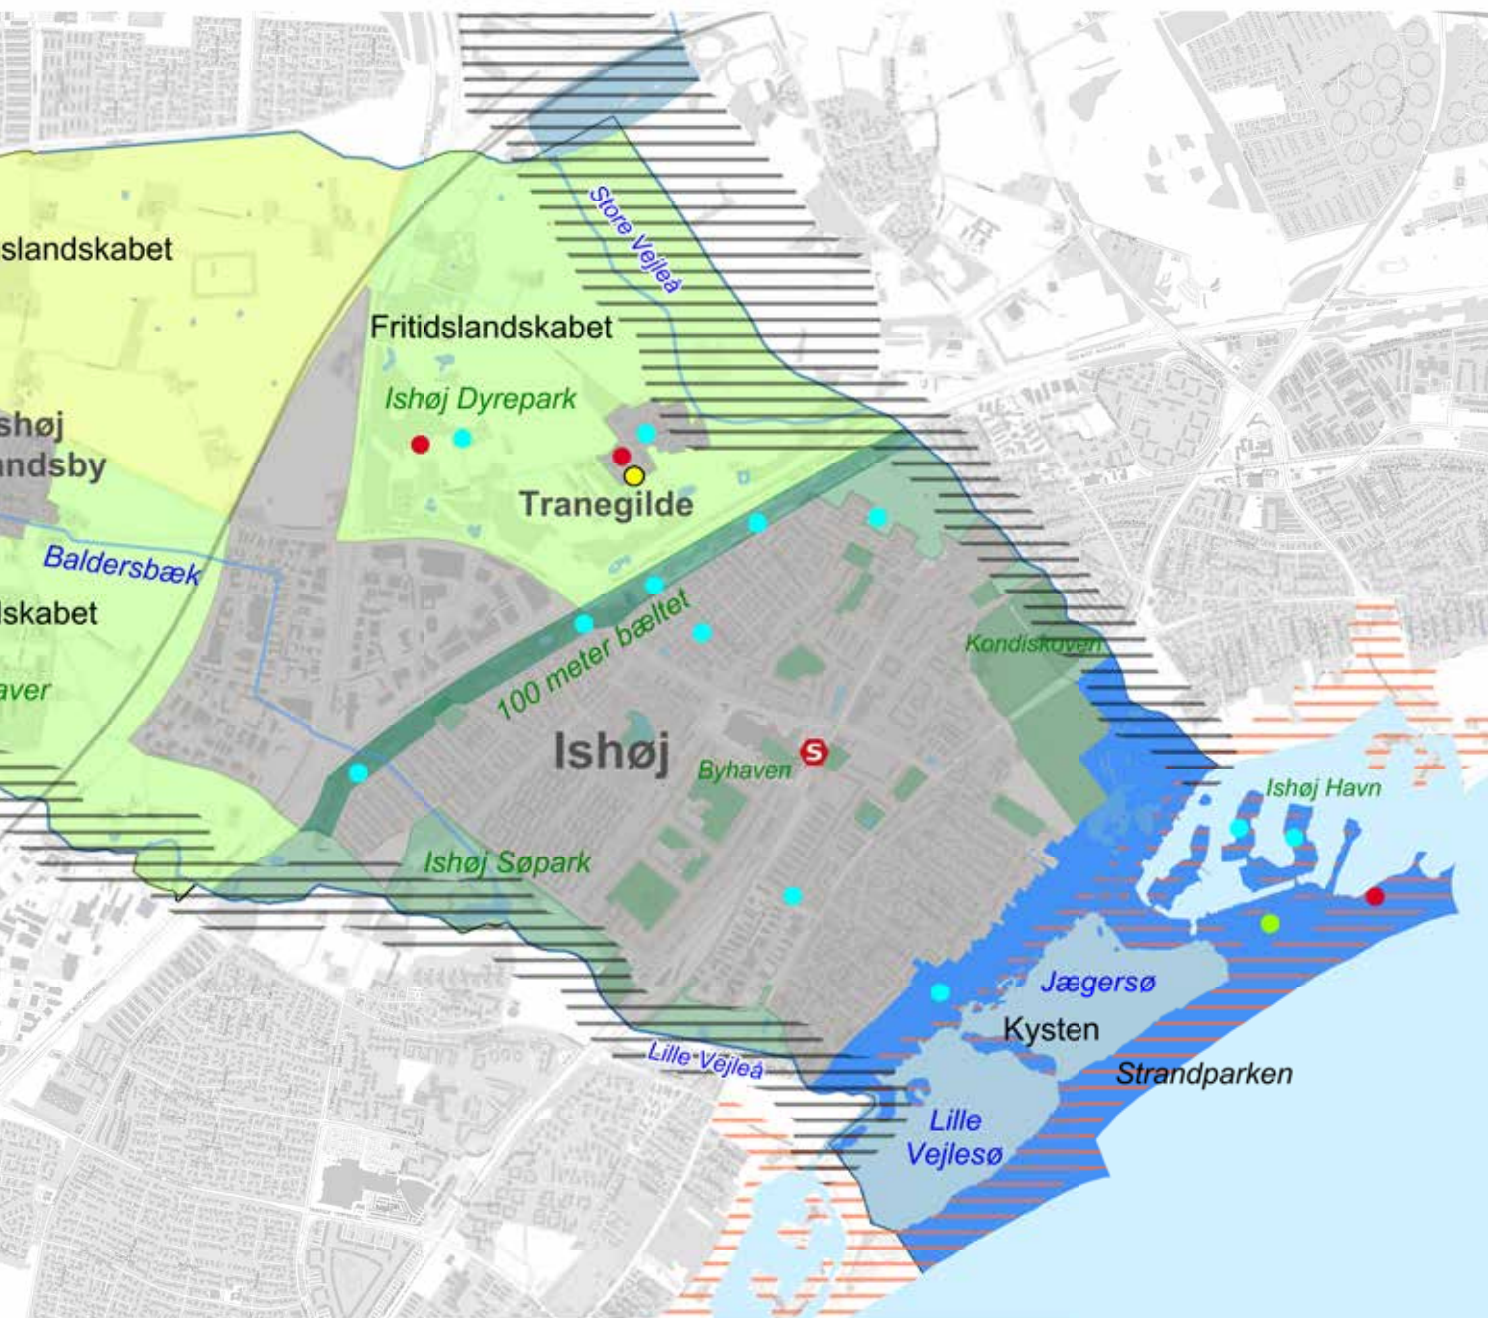 Store Vejleå
slandskabet
Fritidslandskabet
Ishøj Dyrepark
shøj
andsby
Tranegilde
Baldersbæk
lskabet
100 meter bæltet
Kondiskoven
aver
Ishøj
Byhaven
S
Ishøj Havn
Ishøj Søpark
Jægersø
Kysten
Lille Vejleå
Strandparken
Lille
Vejlesø